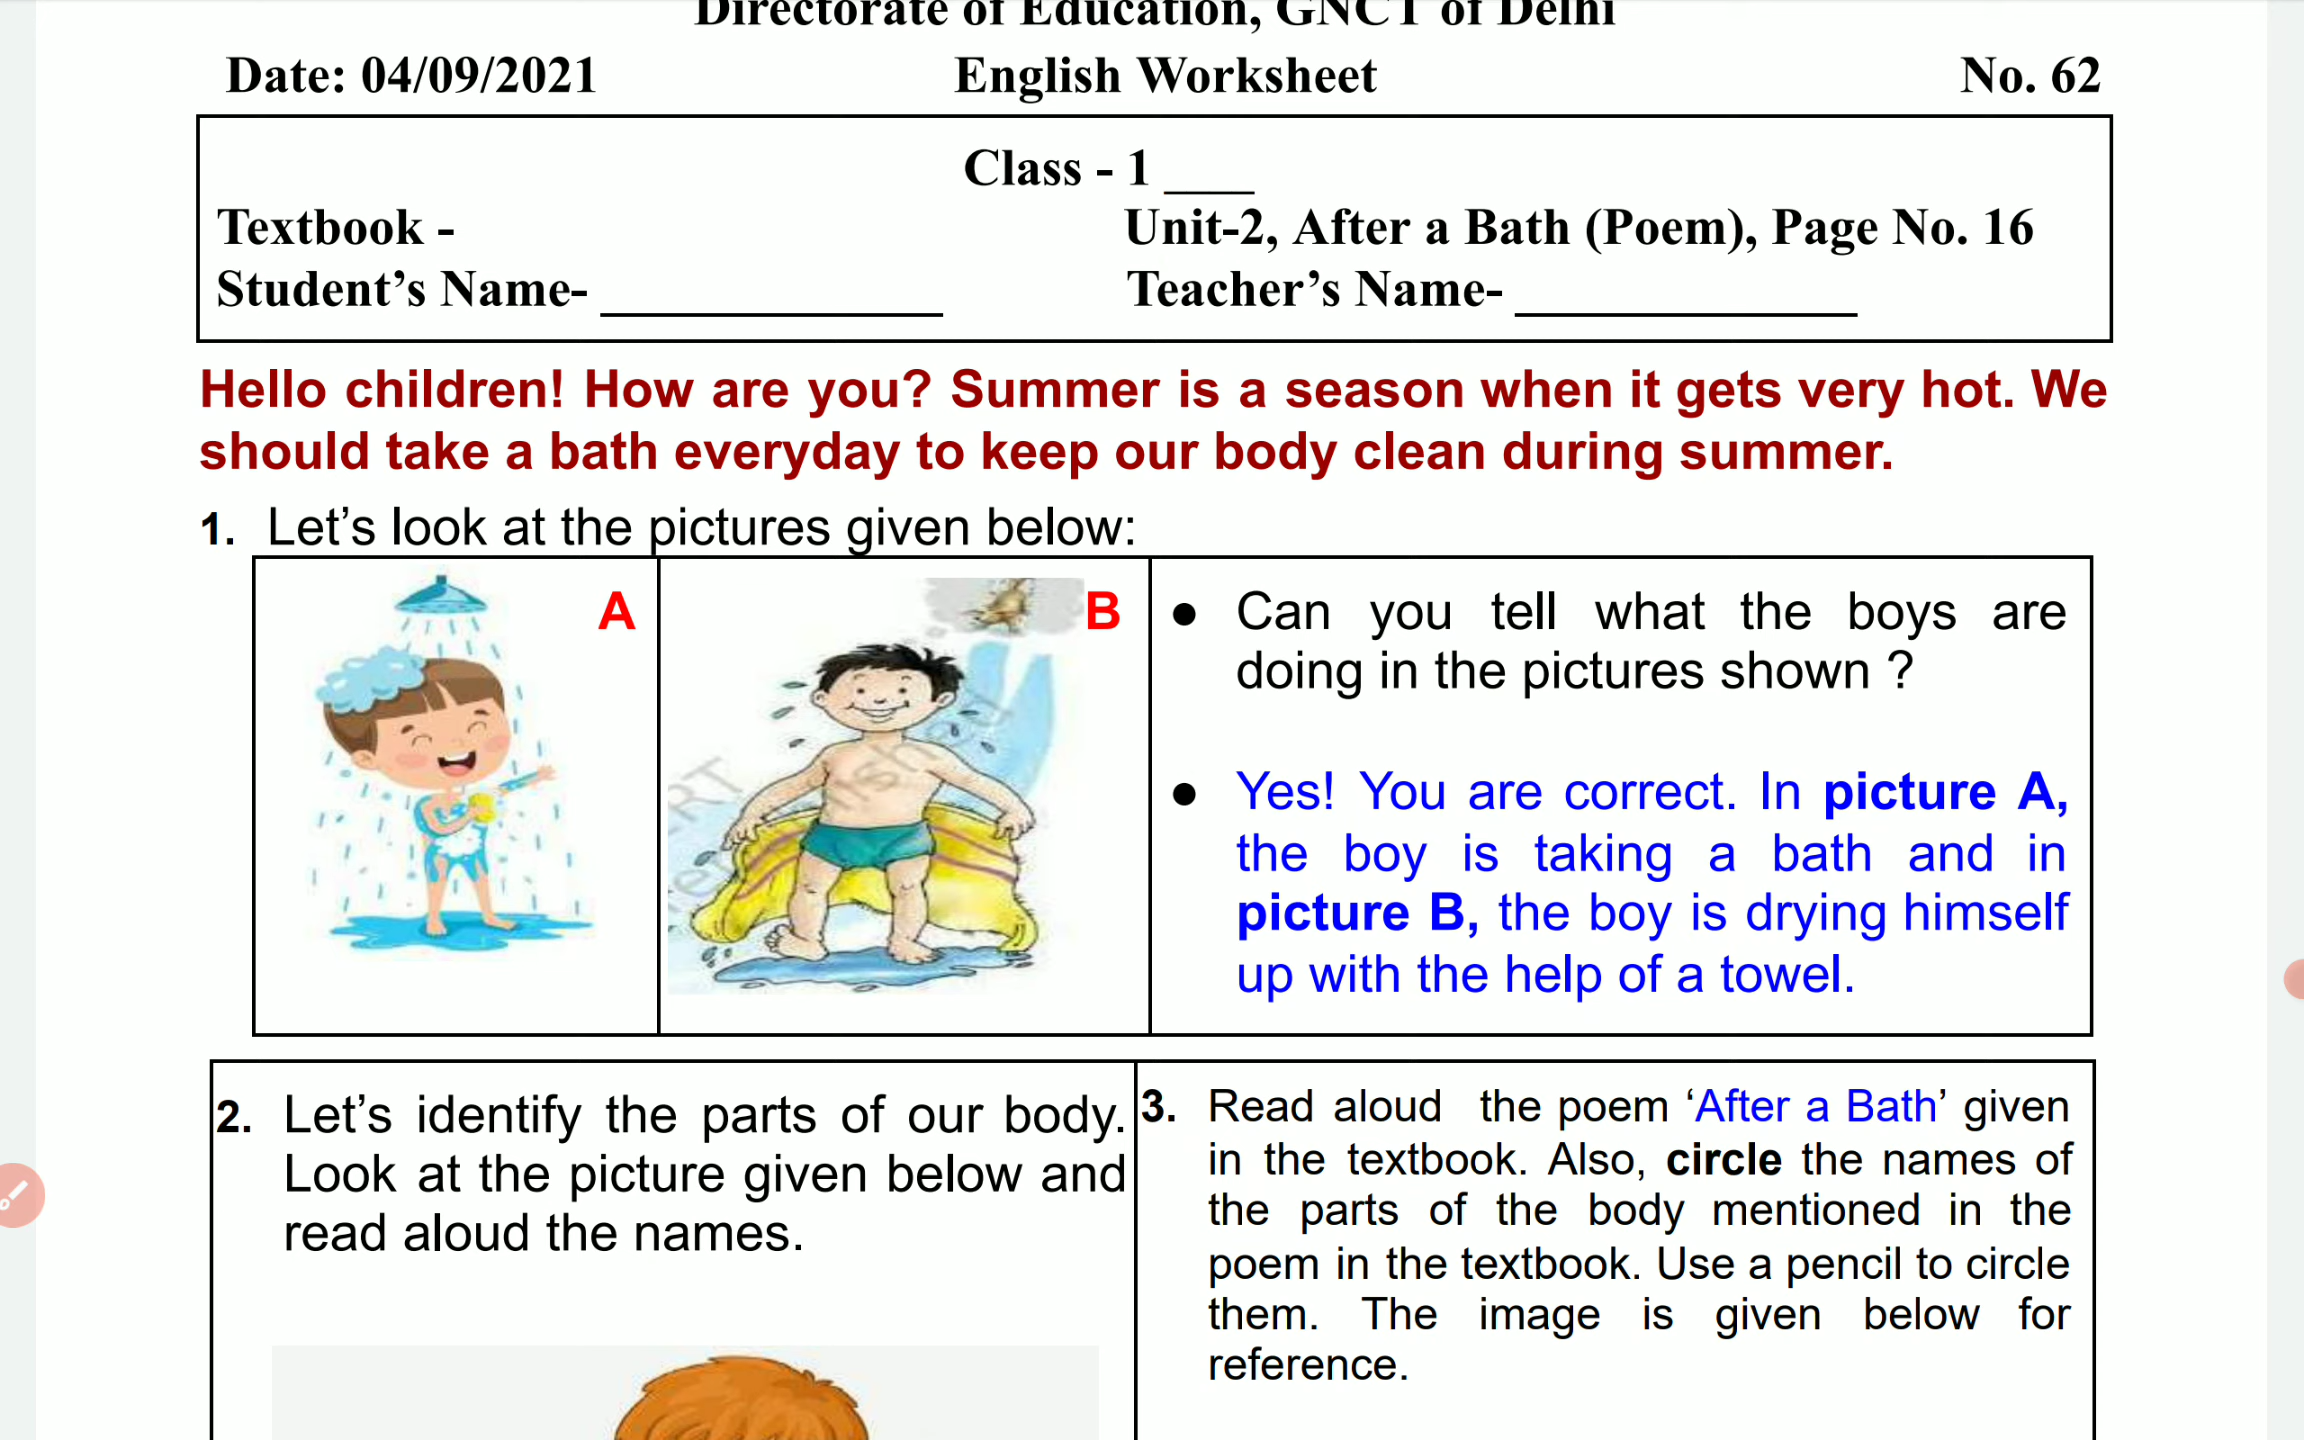 Directorate of Education, GNCT of Delhi
Date: 04/09/2021 English Worksheet No. 62
Class - 1 ____
Textbook - Unit-2, After a Bath (Poem), Page No. 16
Student’s Name- Teacher’s Name-
Hello children! How are you? Summer is a season when it gets very hot. We
should take a bath everyday to keep our body clean during summer.
1. Let’s look at the pictures given below:
A
B
● Can you tell what the boys are
doing in the pictures shown ?
● Yes! You are correct. In picture A,
the boy is taking a bath and in
picture B, the boy is drying himself
up with the help of a towel.
2. Let’s identify the parts of our body.
Look at the picture given below and
read aloud the names.
3. Read aloud the poem ‘After a Bath’ given
in the textbook. Also, circle the names of
the parts of the body mentioned in the
poem in the textbook. Use a pencil to circle
them. The image is given below for
reference.